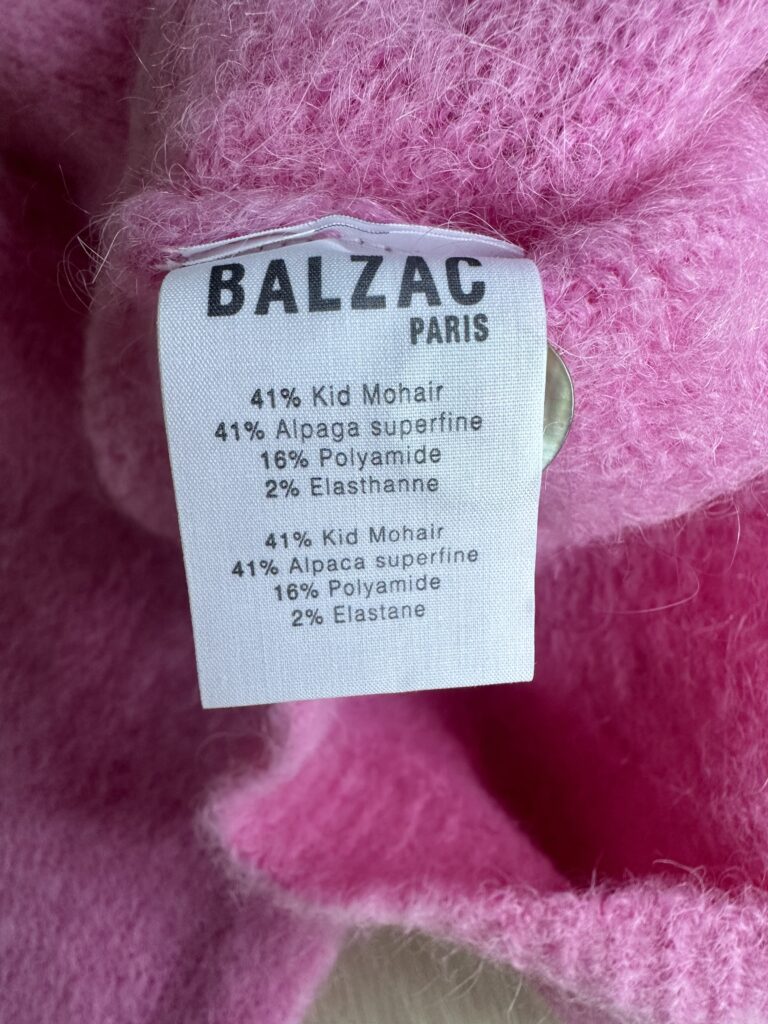 BALZAC
PARIS
41% Kid Mohair
41% Alpaga superfine
16% Polyamide
2% Elasthanne
41% Kid Mohair
41% Alpaca superfine
16% Polyamide
2% Elastane